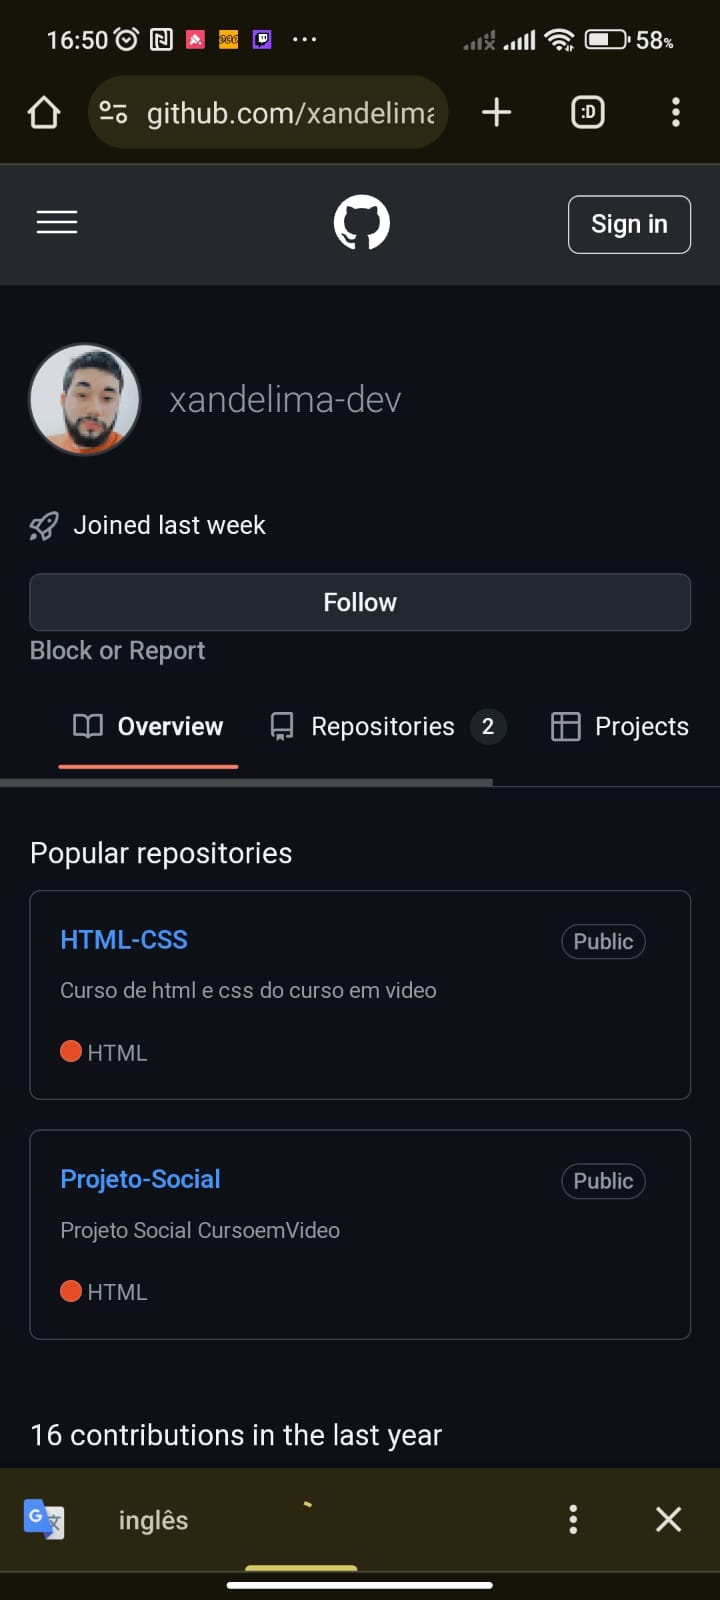 16:50
58%
github.com/xandelima
:D
Sign in
xandelima-dev
Joined last week
Follow
Block or Report
Overview
Repositories 2
Projects
Popular repositories
HTML-CSS
Public
Curso de html e css do curso em video
HTML
Projeto-Social
Public
Projeto Social CursoemVideo
HTML
16 contributions in the last year
G 文
inglês